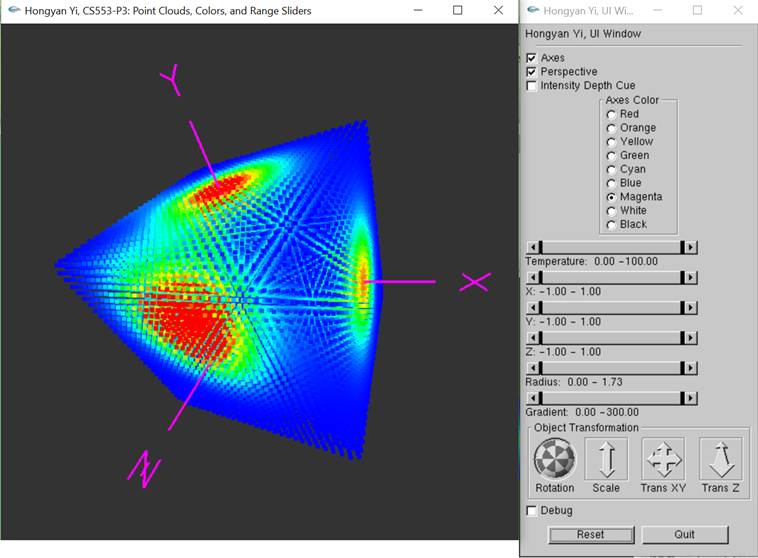 Hongyan Yi, CS553-P3: Point Clouds, Colors, and Range Sliders
Y
X
Z
Hongyan Yi, UI Wi...
Hongyan Yi, UI Window
Axes
Perspective
Intensity Depth Cue
Axes Color
Red
Orange
Yellow
Green
Cyan
Blue
Magenta
White
Black
Temperature: 0.00 -100.00
X: -1.00 - 1.00
Y: -1.00 - 1.00
Z: -1.00 - 1.00
Radius: 0.00 - 1.73
Gradient: 0.00 -300.00
Object Transformation
Rotation Scale Trans XY Trans Z
Debug
Reset Quit